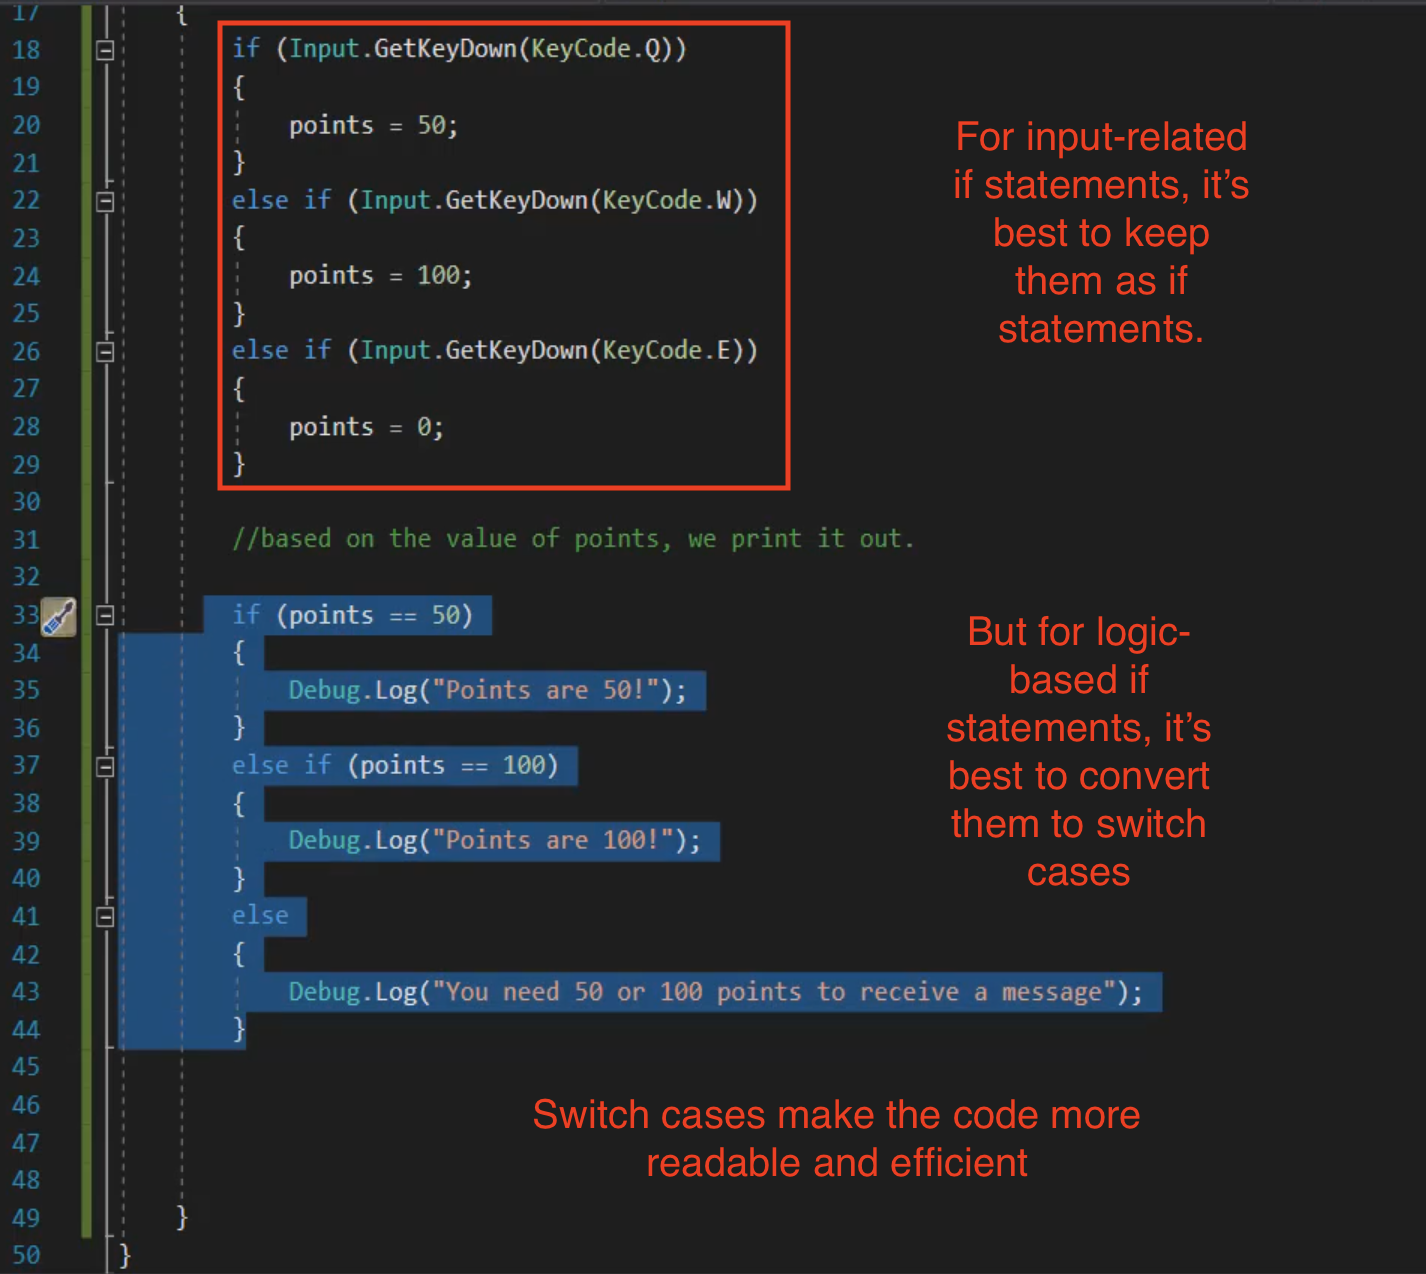 17 {
18 if (Input.GetKeyDown(KeyCode.Q))
19 {
20 points = 50;
21 }
22 else if (Input.GetKeyDown(KeyCode.W))
23 {
24 points = 100;
25 }
26 else if (Input.GetKeyDown(KeyCode.E))
27 {
28 points = 0;
29 }
30
For input-related
if statements, it’s
best to keep
them as if
statements.
31 //based on the value of points, we print it out.
32
33 if (points == 50)
34 {
35 Debug.Log("Points are 50!");
36 }
37 else if (points == 100)
38 {
39 Debug.Log("Points are 100!");
40 }
41 else
42 {
43 Debug.Log("You need 50 or 100 points to receive a message");
44 }
But for logic-
based if
statements, it’s
best to convert
them to switch
cases
45
46
47
48
49 }
50 }
Switch cases make the code more
readable and efficient